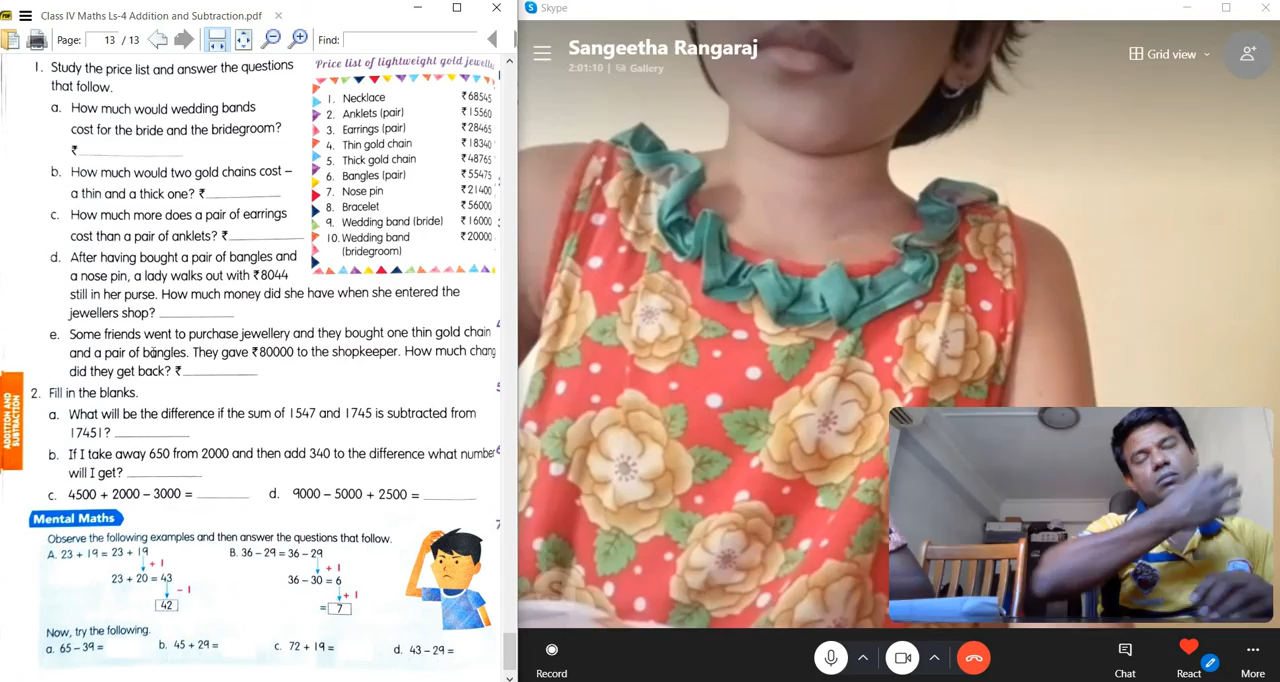 Class IV Maths Ls-4 Addition and Subtraction.pdf
Page: 13 / 13
Find:
1. Study the price list and answer the questions
that follow.
a. How much would wedding bands
cost for the bride and the bridegroom?
₹
b. How much would two gold chains cost –
a thin and a thick one? ₹
c. How much more does a pair of earrings
cost than a pair of anklets? ₹
d. After having bought a pair of bangles and
a nose pin, a lady walks out with ₹8044
still in her purse. How much money did she have when she entered the
jewellers shop?
Price list of lightweight gold
1. Necklace ₹68545
2. Anklets (pair) ₹15560
3. Earrings (pair) ₹28465
4. Thin gold chain ₹18340
5. Thick gold chain ₹48765
6. Bangles (pair) ₹55475
7. Nose pin ₹21400
8. Bracelet ₹56000
9. Wedding band (bride) ₹16000
10. Wedding band ₹20000
(bridegroom)
e. Some friends went to purchase jewellery and they bought one thin gold chain
and a pair of bangles. They gave ₹80000 to the shopkeeper. How much chang
did they get back? ₹
2. Fill in the blanks.
a. What will be the difference if the sum of 1547 and 1745 is subtracted from
17451?
b. If I take away 650 from 2000 and then add 340 to the difference what number
will I get?
c. 4500 + 2000 – 3000 = d. 9000 – 5000 + 2500 =
ADDITION AND
SUBTRACTION
Mental Maths
Observe the following examples and then answer the questions that follow.
A. 23 + 19 = 23 + 19
+ 1
23 + 20 = 43
– 1
42
B. 36 – 29 = 36 – 29
+ 1
36 – 30 = 6
+ 1
= 7
Now, try the following.
a. 65 – 39 = b. 45 + 29 = c. 72 + 19 = d. 43 – 29 =
Skype
Sangeetha Rangaraj
2:01:10 | Gallery
Grid view
Record
Chat
React
More